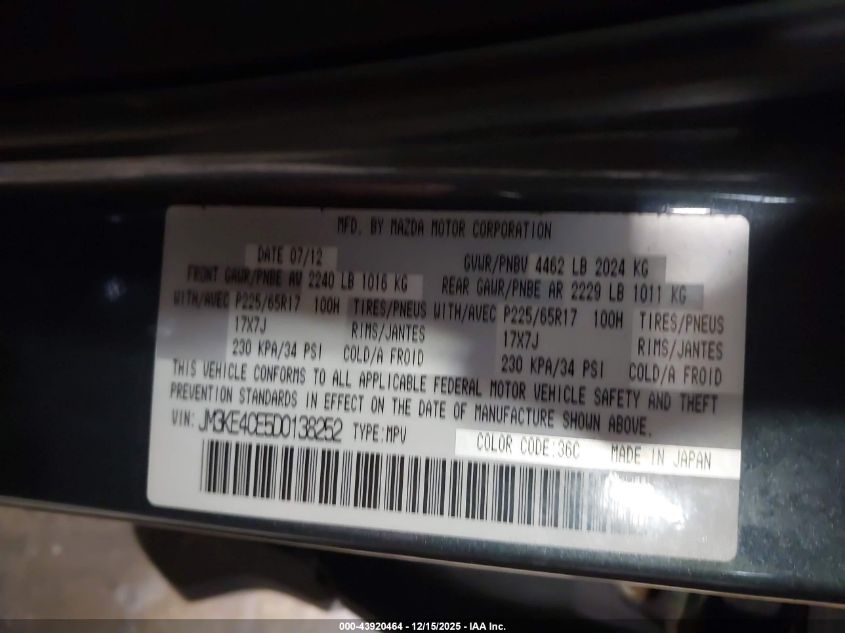 MFD. BY MAZDA MOTOR CORPORATION
DATE 07/12 GVWR/PNBV 4462 LB 2024 KG
FRONT GAWR/PNBE AV 2240 LB 1016 KG REAR GAWR/PNBE AR 2229 LB 1011 KG
WITH/AVEC P225/65R17 100H TIRES/PNEUS WITH/AVEC P225/65R17 100H TIRES/PNEUS
17X7J RIMS/JANTES 17X7J RIMS/JANTES
230 KPA/34 PSI COLD/A FROID 230 KPA/34 PSI COLD/A FROID
THIS VEHICLE CONFORMS TO ALL APPLICABLE FEDERAL MOTOR VEHICLE SAFETY AND THEFT
PREVENTION STANDARDS IN EFFECT ON THE DATE OF MANUFACTURE SHOWN ABOVE.
VIN: JM3KE4CE5D0138252 TYPE: MPV
COLOR CODE:36C MADE IN JAPAN
000-43920464 - 12/15/2025 - IAA Inc.